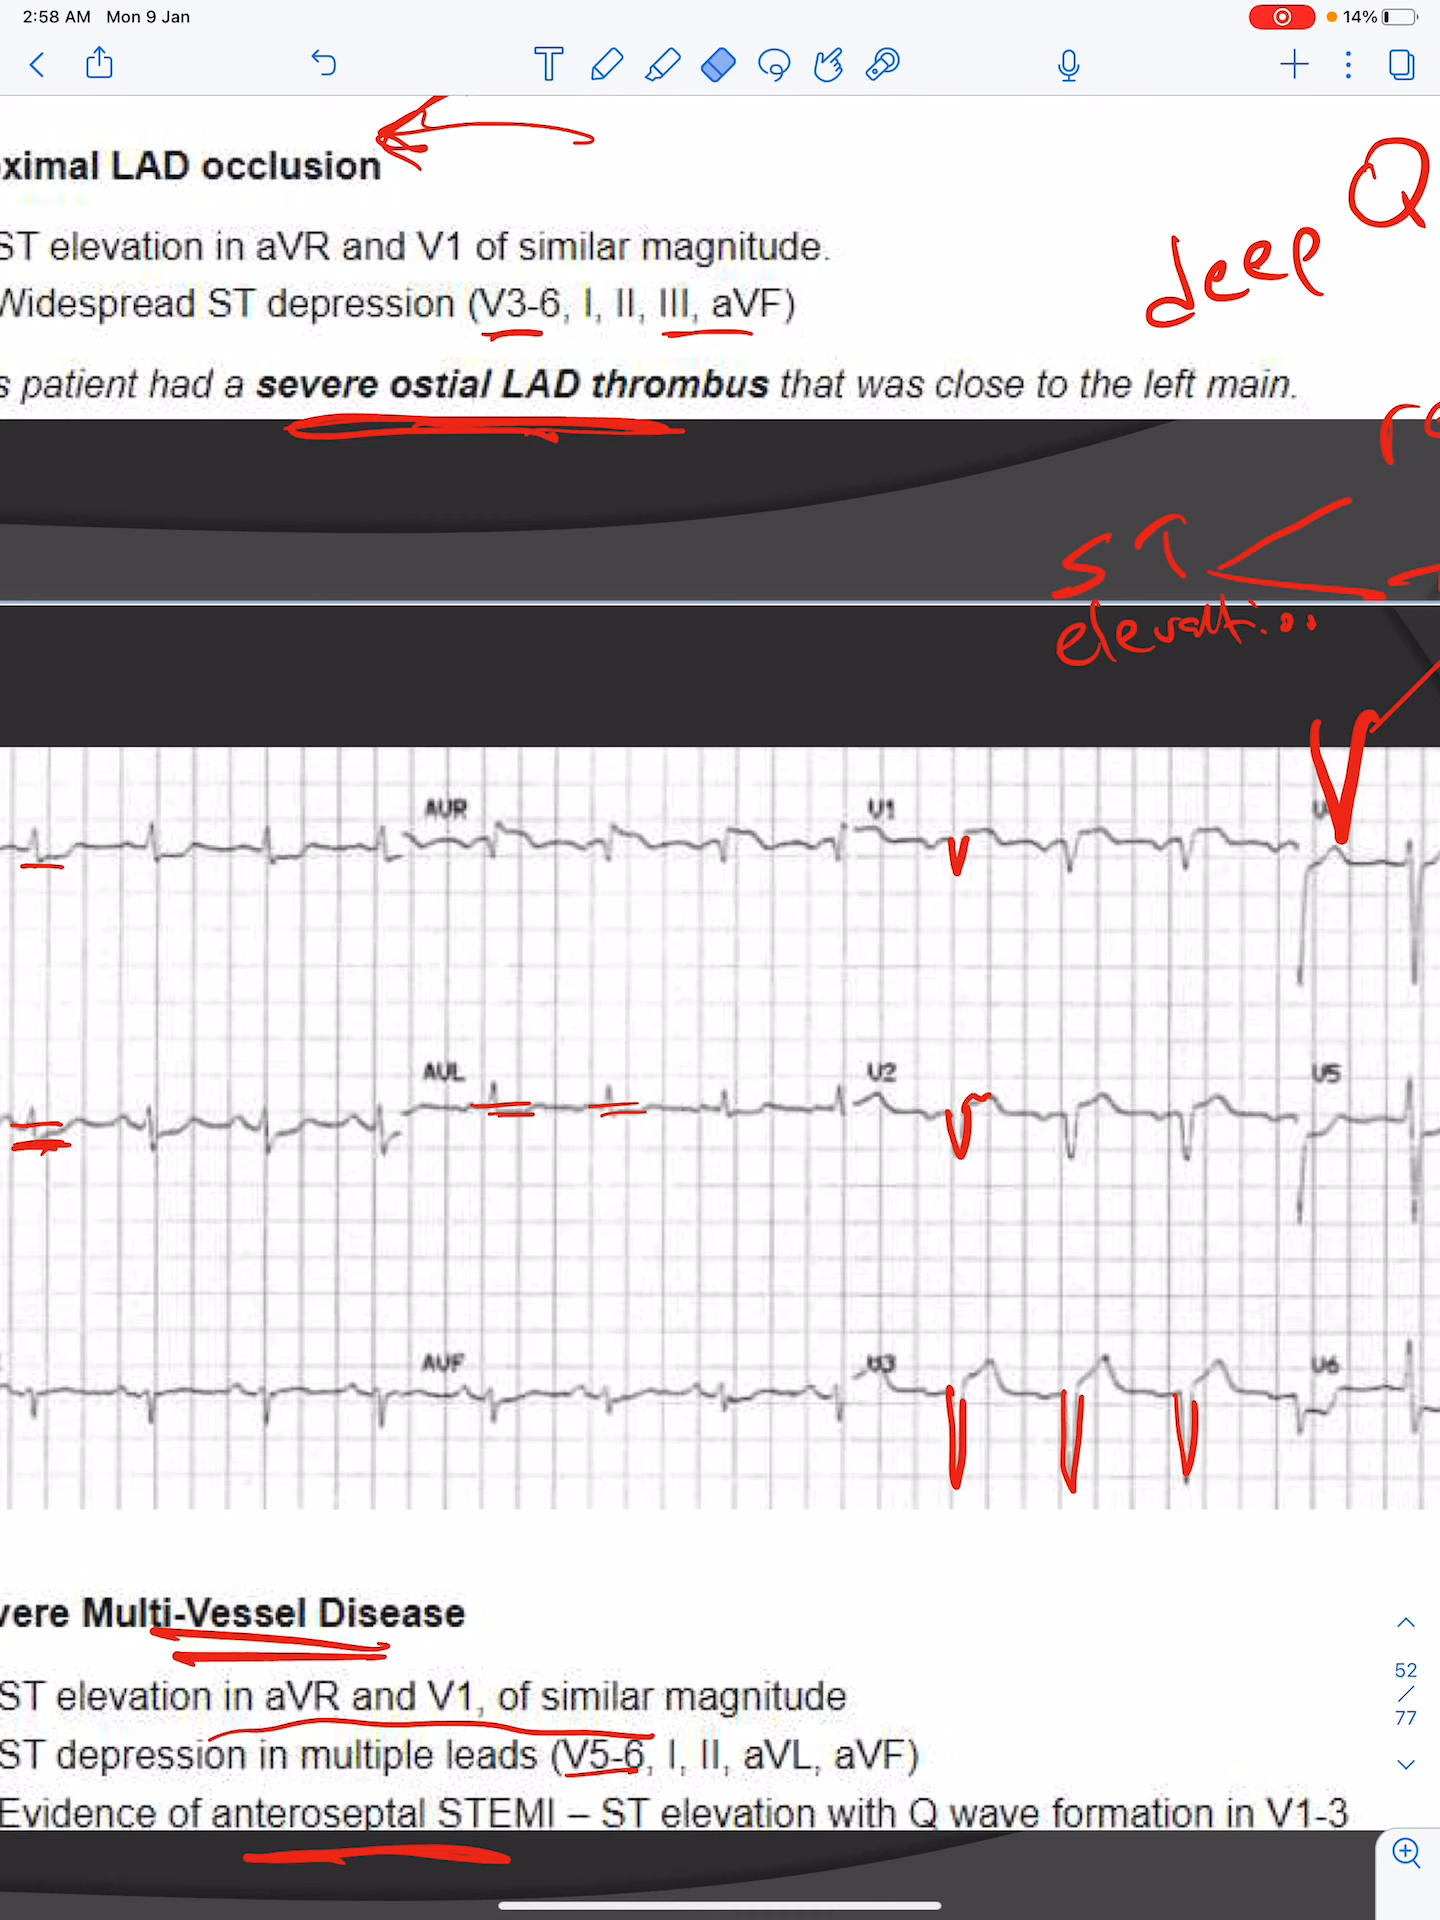 2:58 AM Mon 9 Jan
14%
ximal LAD occlusion
ST elevation in aVR and V1 of similar magnitude.
Widespread ST depression (V3-6, I, II, III, aVF)
s patient had a severe ostial LAD thrombus that was close to the left main.
Q
deep
ST
AVR
V1
AVL
V2
V5
AVF
V3
V6
vere Multi-Vessel Disease
ST elevation in aVR and V1, of similar magnitude
ST depression in multiple leads (V5-6, I, II, aVL, aVF)
Evidence of anteroseptal STEMI – ST elevation with Q wave formation in V1-3
52
/
77